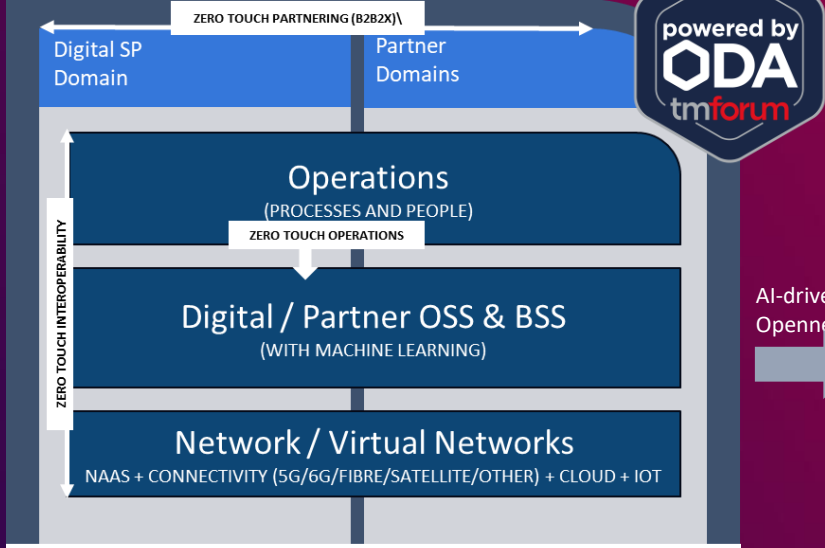 ZERO TOUCH PARTNERING (B2B2X)\
Digital SP
Domain
Partner
Domains
powered by
ODA
tmforum
Operations
(PROCESSES AND PEOPLE)
ZERO TOUCH OPERATIONS
ZERO TOUCH INTEROPERABILITY
Digital / Partner OSS & BSS
(WITH MACHINE LEARNING)
Network / Virtual Networks
NAAS + CONNECTIVITY (5G/6G/FIBRE/SATELLITE/OTHER) + CLOUD + IOT